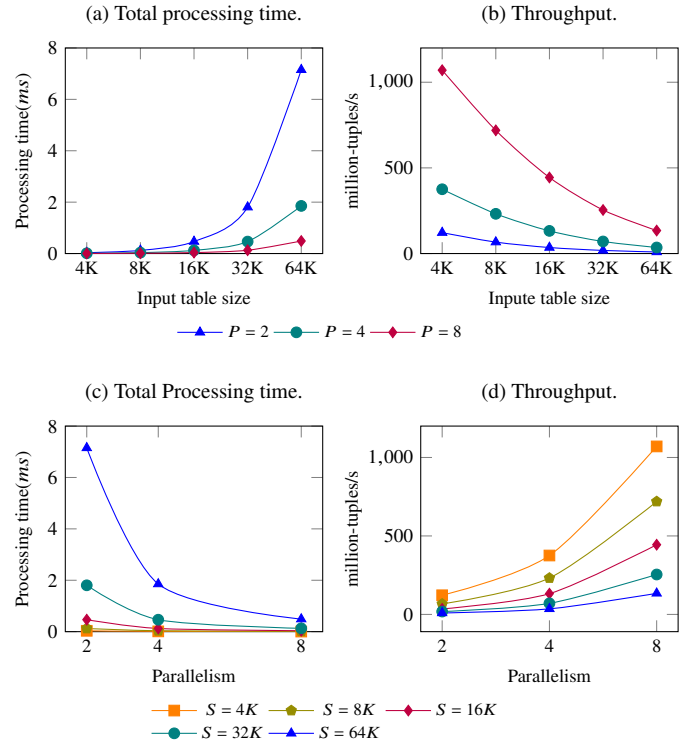 (a) Total processing time.
(b) Throughput.
8
6
4
2
0
Processing time(ms)
4K 8K 16K 32K 64K
Input table size
1,000
500
0
million-tuples/s
4K 8K 16K 32K 64K
Inpute table size
P = 2 P = 4 P = 8
(c) Total Processing time.
(d) Throughput.
8
6
4
2
0
Processing time(ms)
2 4 8
Parallelism
1,000
500
0
million-tuples/s
2 4 8
Parallelism
S = 4K S = 8K S = 16K
S = 32K S = 64K